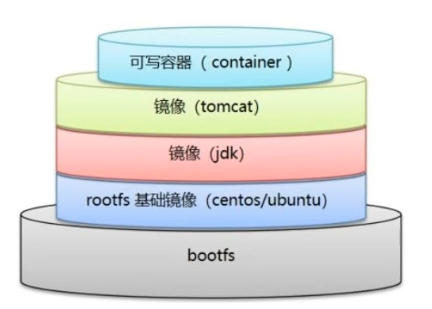 可写容器（container）
镜像（tomcat）
镜像（jdk）
rootfs 基础镜像（centos/ubuntu）
bootfs